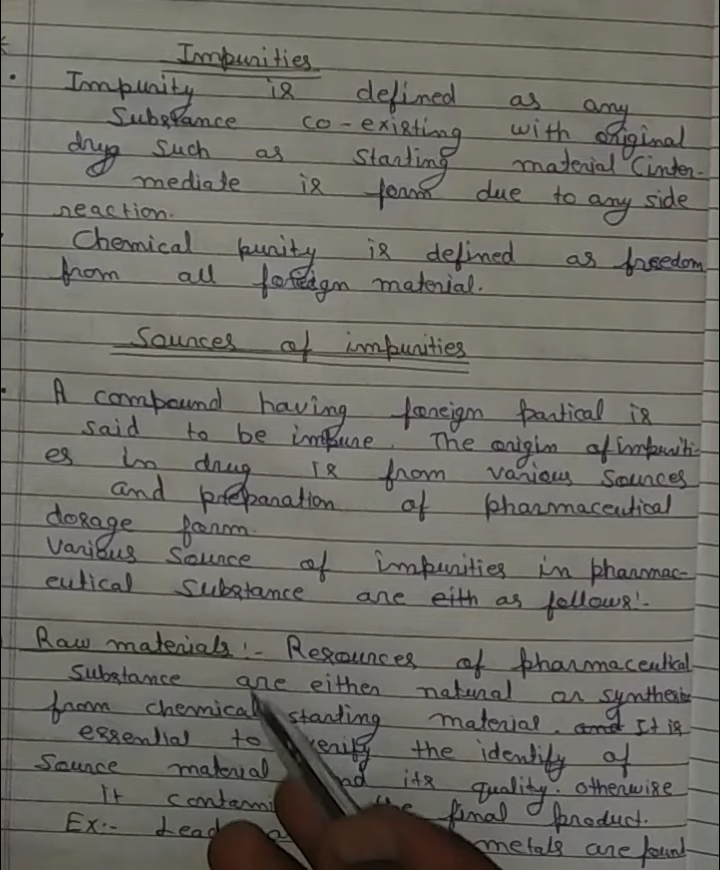 Impurities
Impurity is defined as any
Substance co-existing with original
drug such as starting material (inter-
mediate is form due to any side
reaction.
Chemical purity is defined as freedom
from all foreign material.
Sources of impurities
A compound having foreign partical is
said to be impure. The origin of impuriti-
es in drug is from various sources
and preparation of pharmaceutical
dosage form.
Various Source of impurities in pharmac-
eutical substance are eith as follows:-
Raw materials :- Resources of pharmaceutical
Substance are either natural or synthesis
from chemical starting material. and It is
essential to verify the identify of
Source material its quality. otherwise
It the final product.
Ex:- Lead metals are found